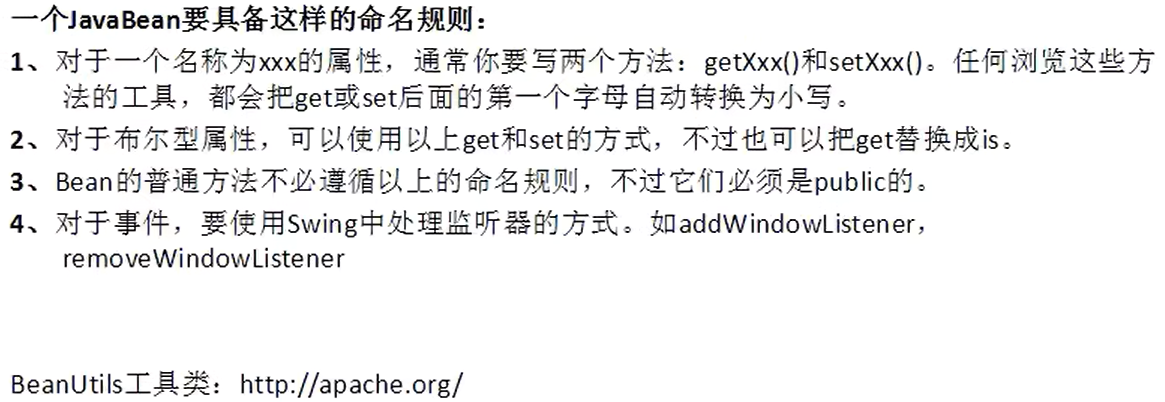 一个JavaBean要具备这样的命名规则：
1、对于一个名称为xxx的属性，通常你要写两个方法：getXxx()和setXxx()。任何浏览这些方
法的工具，都会把get或set后面的第一个字母自动转换为小写。
2、对于布尔型属性，可以使用以上get和set的方式，不过也可以把get替换成is。
3、Bean的普通方法不必遵循以上的命名规则，不过它们必须是public的。
4、对于事件，要使用Swing中处理监听器的方式。如addWindowListener，
removeWindowListener
BeanUtils工具类：http://apache.org/